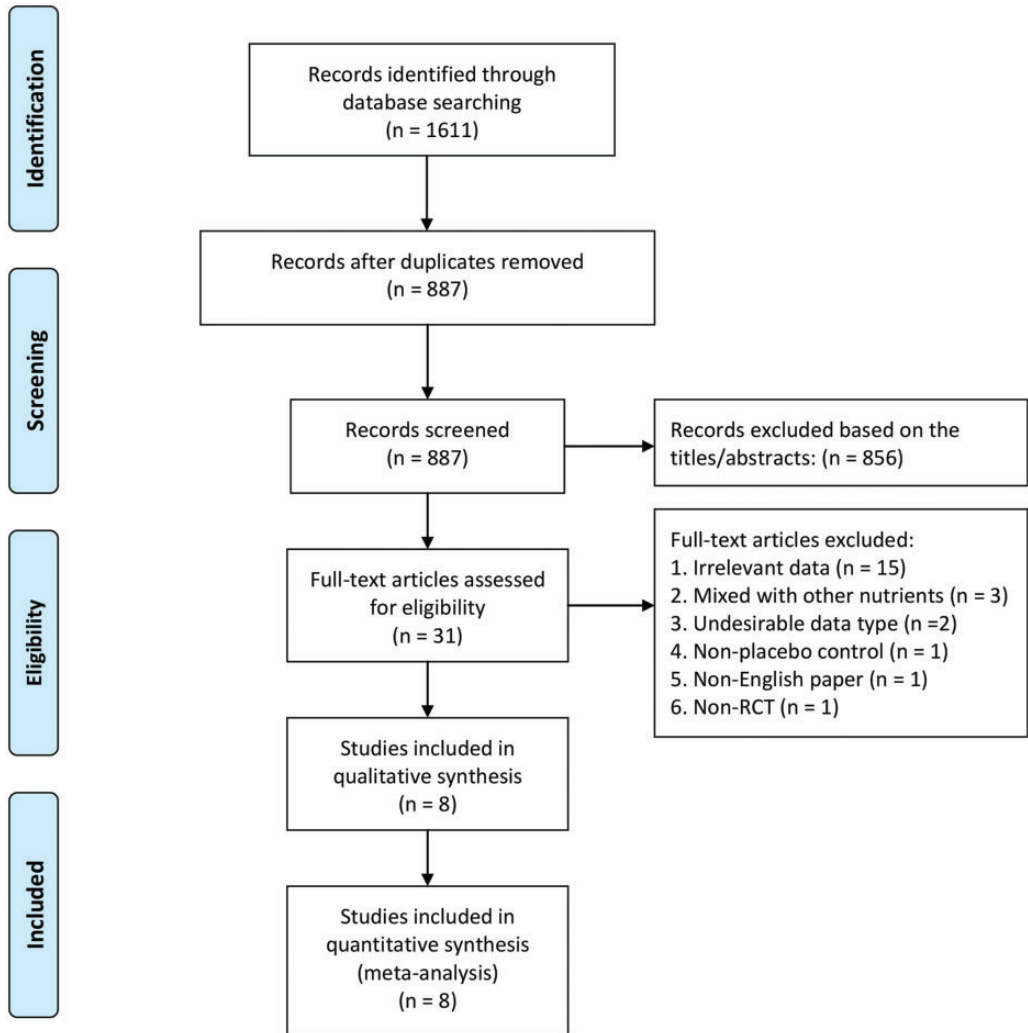 Identification
Records identified through
database searching
(n = 1611)
Records after duplicates removed
(n = 887)
Screening
Records screened
(n = 887)
Records excluded based on the
titles/abstracts: (n = 856)
Eligibility
Full-text articles assessed
for eligibility
(n = 31)
Full-text articles excluded:
1. Irrelevant data (n = 15)
2. Mixed with other nutrients (n = 3)
3. Undesirable data type (n =2)
4. Non-placebo control (n = 1)
5. Non-English paper (n = 1)
6. Non-RCT (n = 1)
Studies included in
qualitative synthesis
(n = 8)
Included
Studies included in
quantitative synthesis
(meta-analysis)
(n = 8)